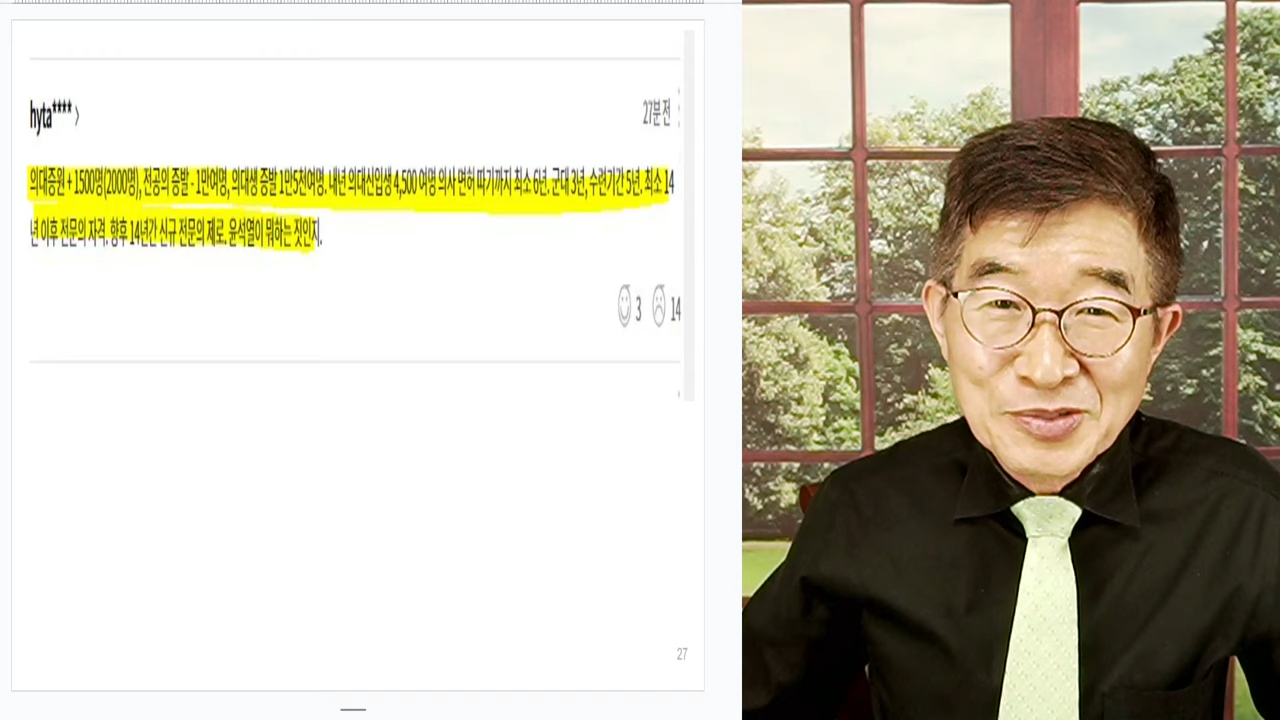 hyta**** >
27분 전
의대증원 + 1500명(2000명), 전공의 증발 - 1만여명, 의대생 증발 1만5천여명. 내년 의대신입생 4,500 여명 의사 면허 따기까지 최소 6년. 군대 3년, 수련기간 5년. 최소 14
년 이후 전문의 자격. 향후 14년간 신규 전문의 제로. 윤석열이 뭐하는 짓인지.
3 14
27